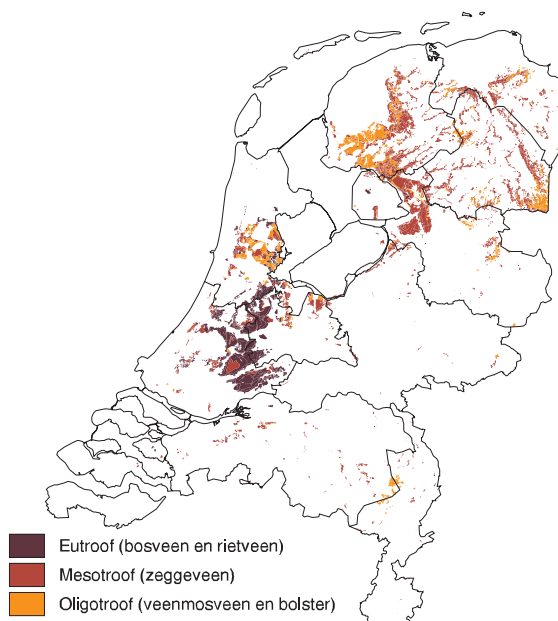 Eutroof (bosveen en rietveen)
Mesotroof (zeggeveen)
Oligotroof (veenmosveen en bolster)